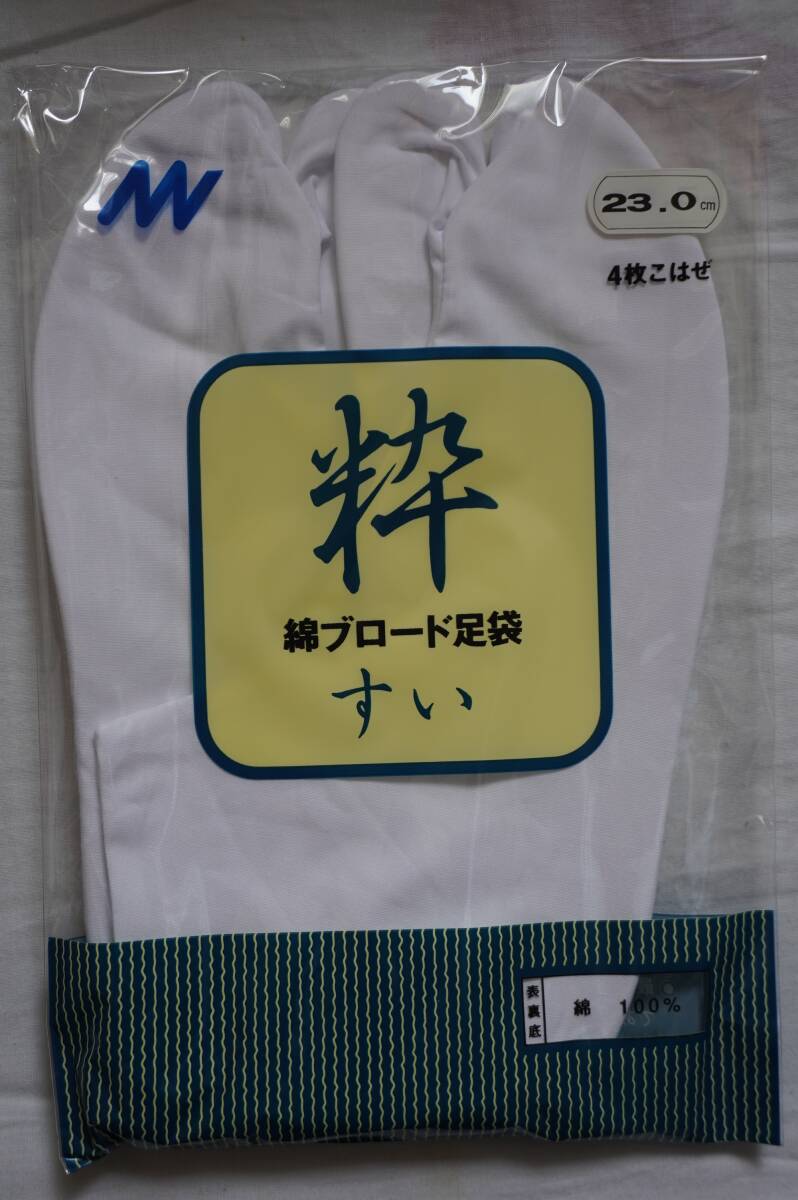 23.0cm
4枚こはぜ
粋
綿ブロード足袋
すい
表裏底 綿 100%